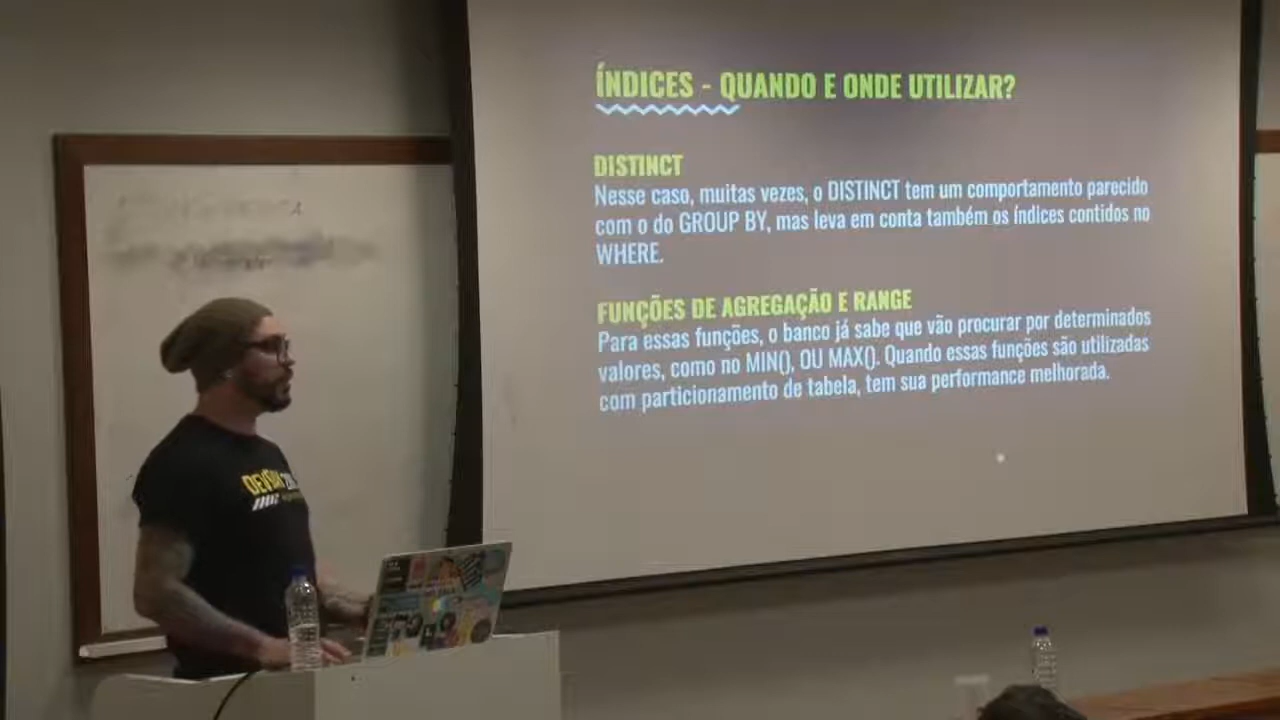 ÍNDICES - QUANDO E ONDE UTILIZAR?
DISTINCT
Nesse caso, muitas vezes, o DISTINCT tem um comportamento parecido
com o do GROUP BY, mas leva em conta também os índices contidos no
WHERE.
FUNÇÕES DE AGREGAÇÃO E RANGE
Para essas funções, o banco já sabe que vão procurar por determinados
valores, como no MIN(), OU MAX(). Quando essas funções são utilizadas
com particionamento de tabela, tem sua performance melhorada.